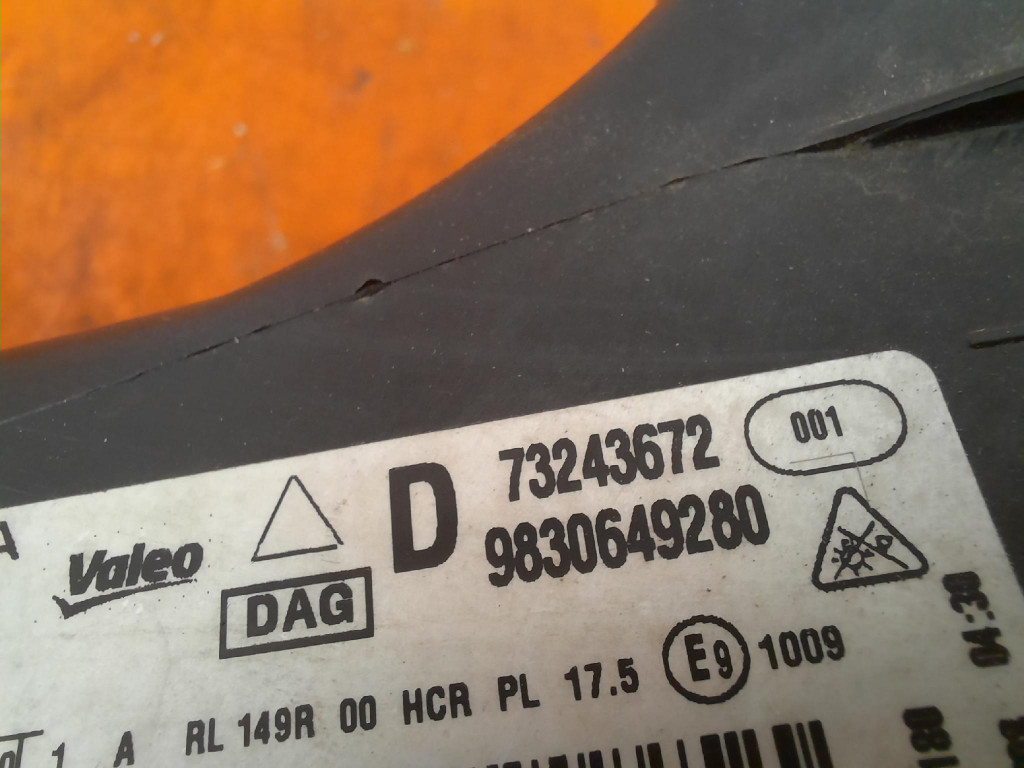 73243672 001
Valeo D 9830649280
DAG
1 A RL 149R 00 HCR PL 17.5 E9 1009
04:30